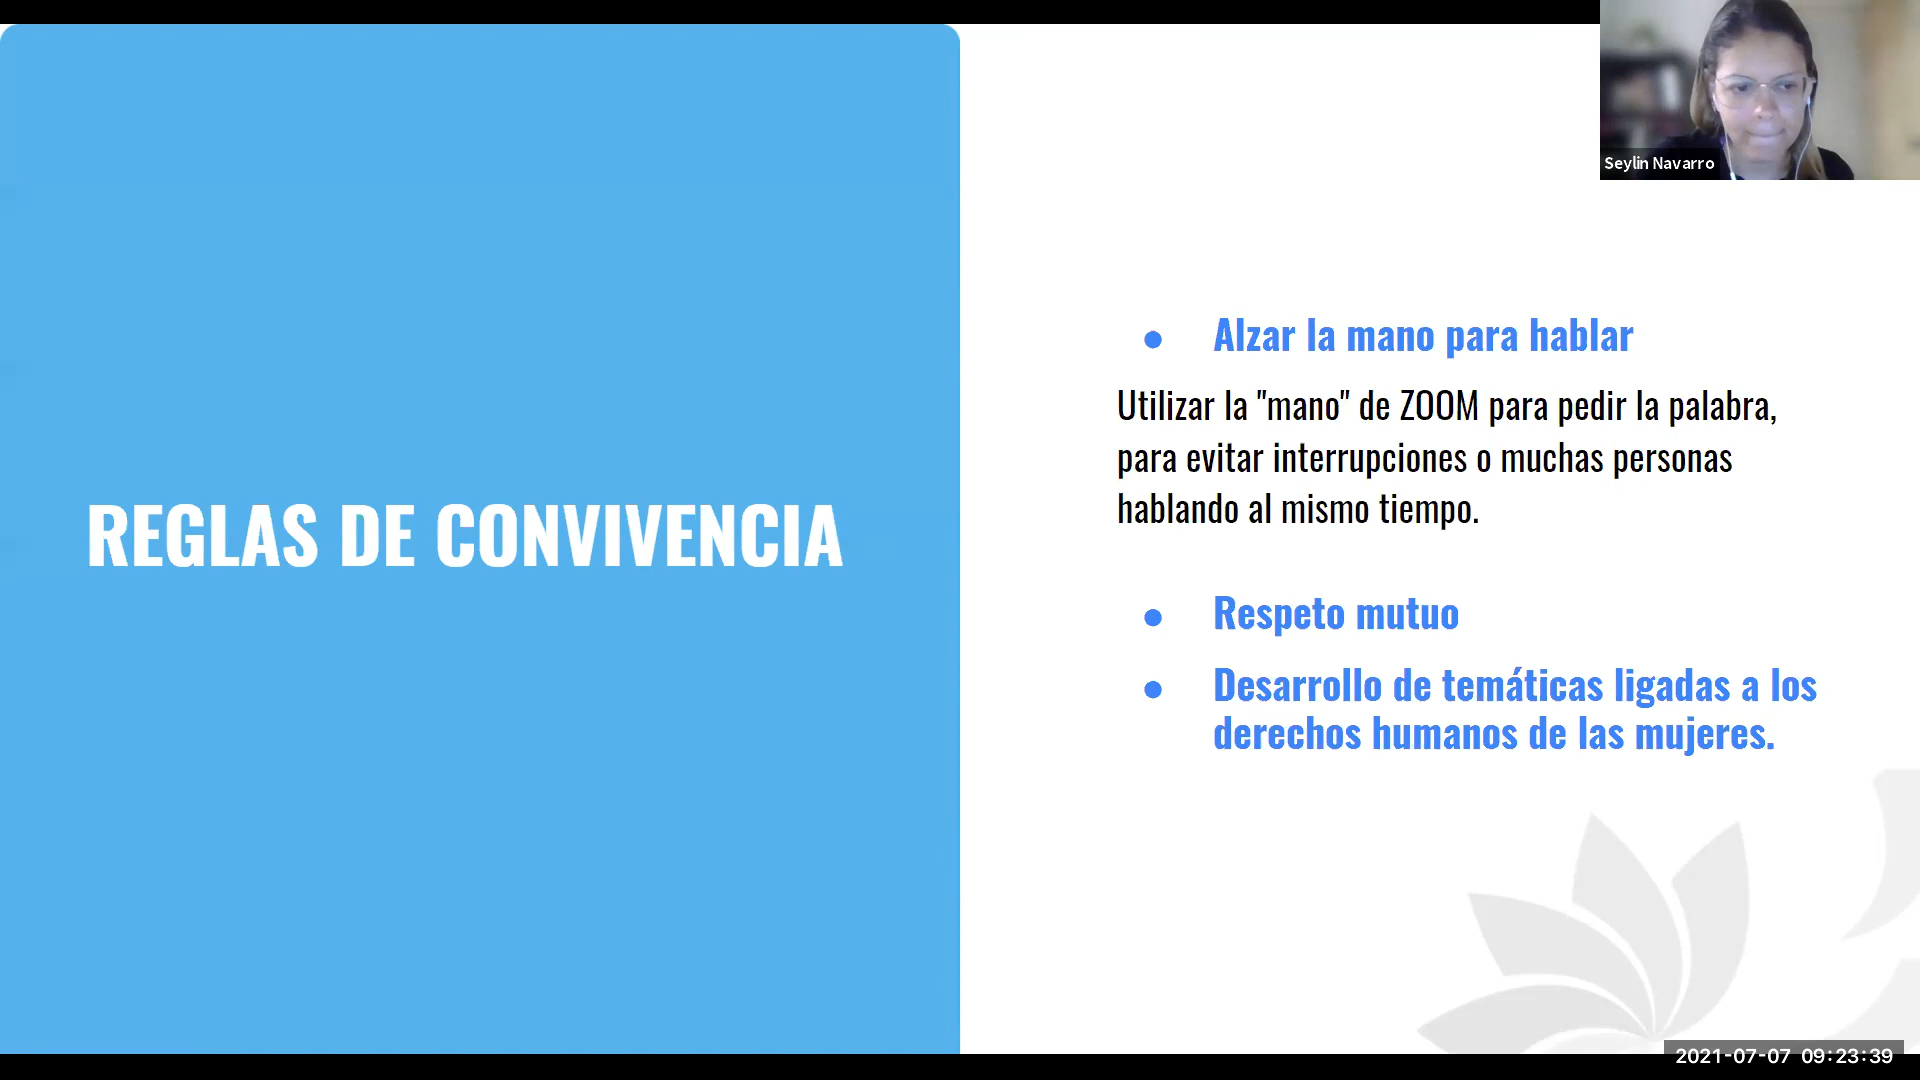 REGLAS DE CONVIVENCIA
● Alzar la mano para hablar
Utilizar la "mano" de ZOOM para pedir la palabra,
para evitar interrupciones o muchas personas
hablando al mismo tiempo.
● Respeto mutuo
● Desarrollo de temáticas ligadas a los
derechos humanos de las mujeres.
Seylin Navarro
2021-07-07 09:23:39